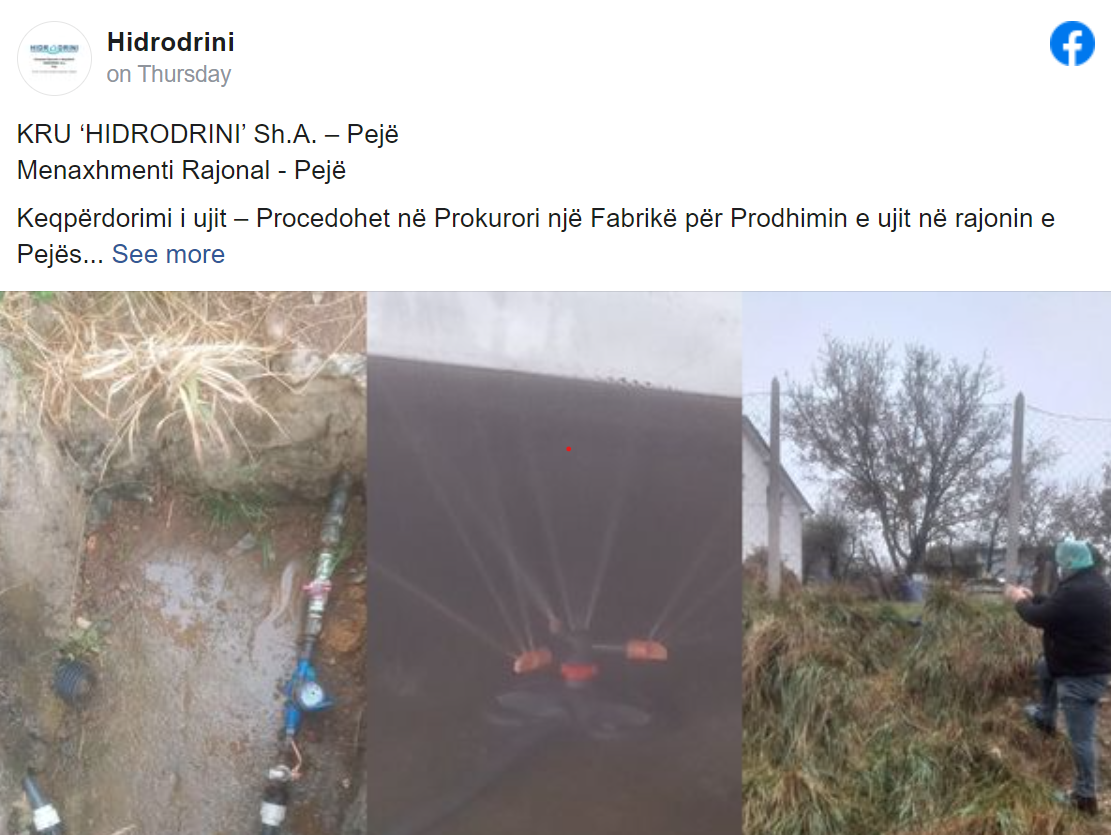 HIDRODRINI
Hidrodrini
on Thursday
KRU ‘HIDRODRINI’ Sh.A. – Pejë
Menaxhmenti Rajonal - Pejë
Keqpërdorimi i ujit – Procedohet në Prokurori një Fabrikë për Prodhimin e ujit në rajonin e
Pejës... See more